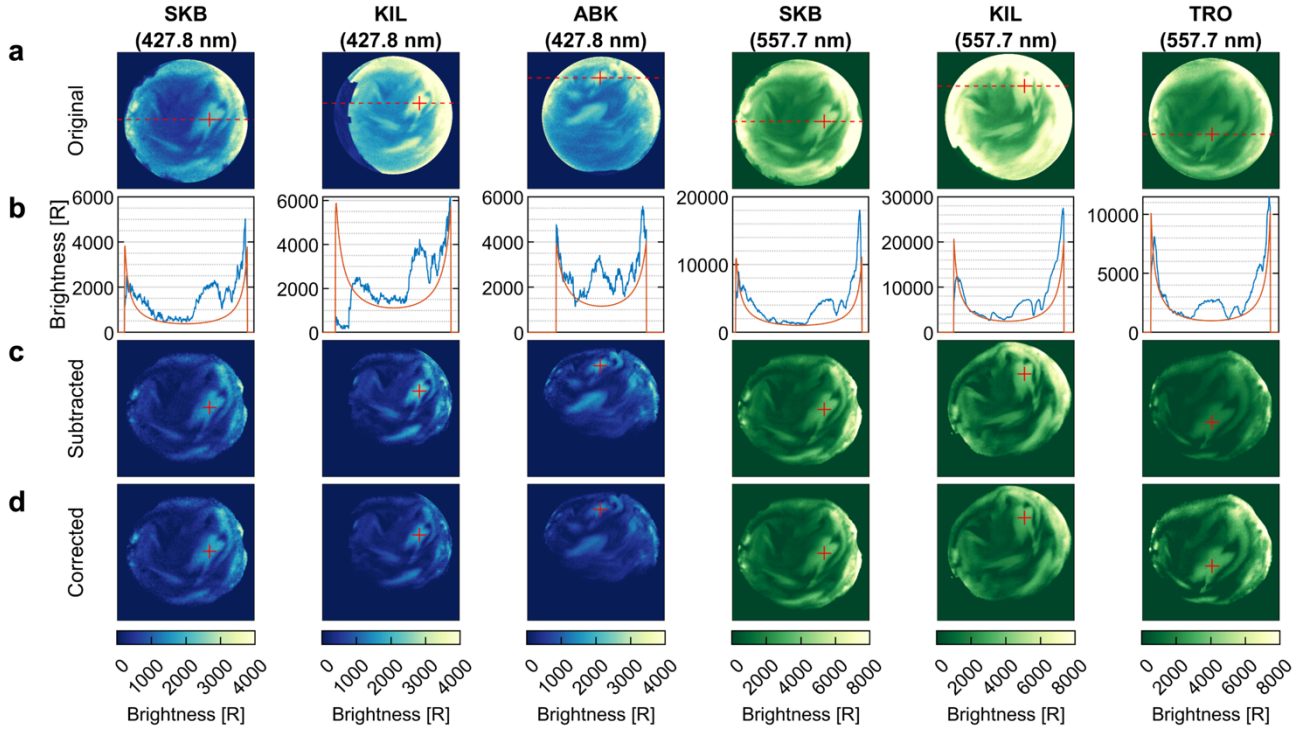 SKB KIL ABK SKB KIL TRO
(427.8 nm) (427.8 nm) (427.8 nm) (557.7 nm) (557.7 nm) (557.7 nm)
a
Original
b
Brightness [R]
6000 6000 6000 20000 30000
10000
4000 4000 4000 20000
10000
5000
2000 2000 2000 10000
0 0 0 0 0 0
c
Subtracted
d
Corrected
0 1000 2000 3000 4000 0 1000 2000 3000 4000 0 1000 2000 3000 4000 0 2000 4000 6000 8000 0 2000 4000 6000 8000 0 2000 4000 6000 8000
Brightness [R] Brightness [R] Brightness [R] Brightness [R] Brightness [R] Brightness [R]